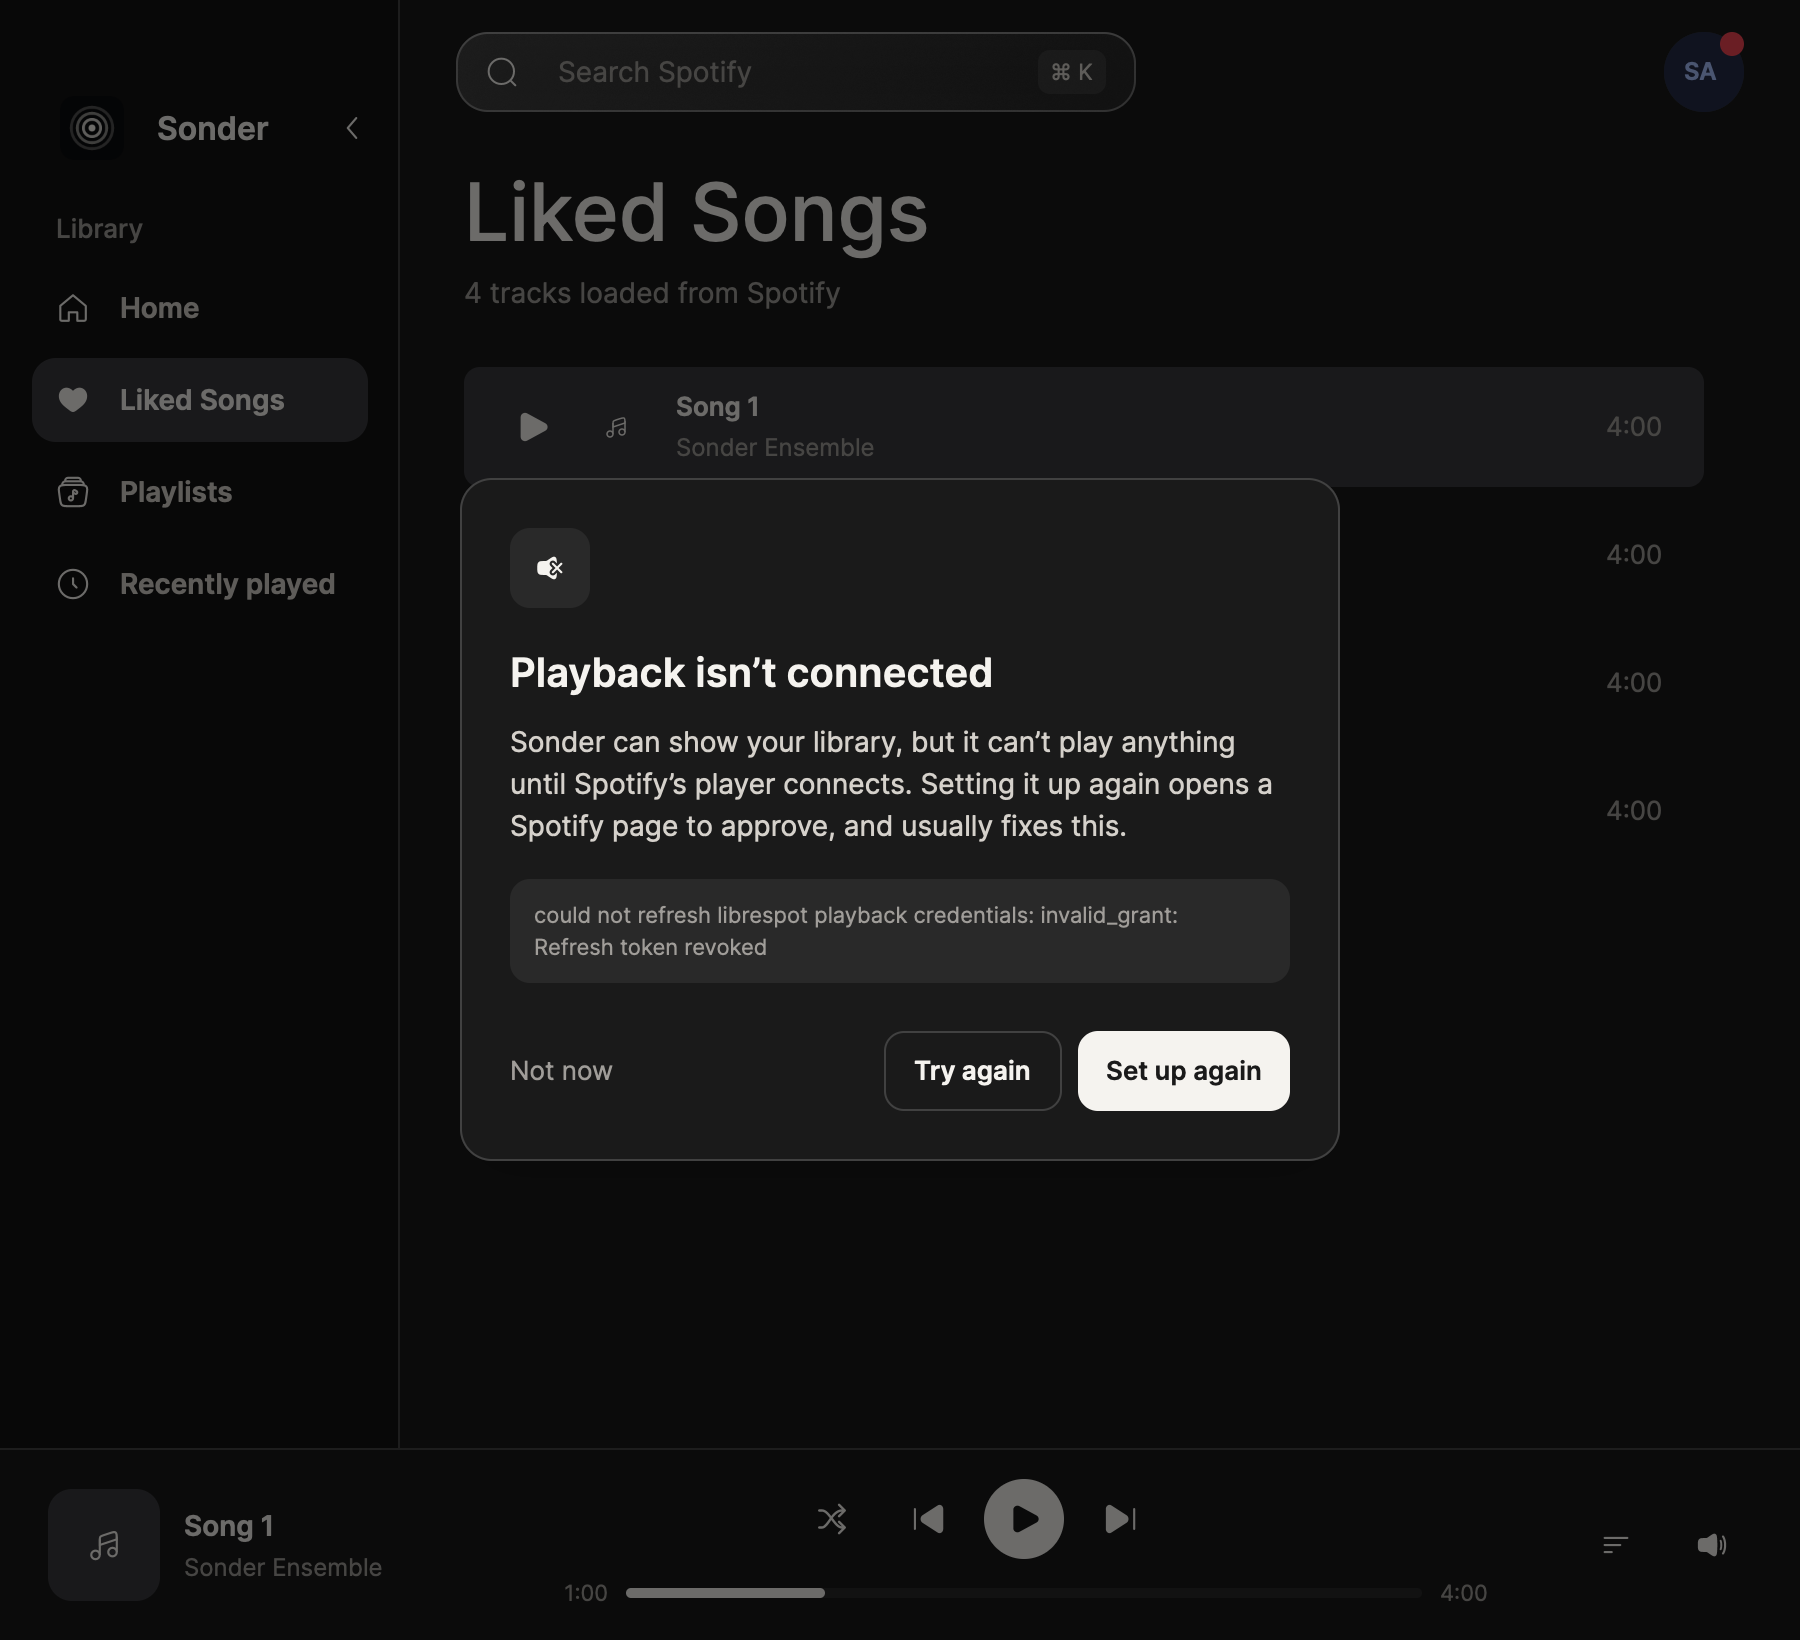 Search Spotify
⌘ K
SA
Sonder
Library
Home
Liked Songs
Playlists
Recently played
Liked Songs
4 tracks loaded from Spotify
Song 1
Sonder Ensemble
4:00
4:00
4:00
4:00
Playback isn’t connected
Sonder can show your library, but it can’t play anything
until Spotify’s player connects. Setting it up again opens a
Spotify page to approve, and usually fixes this.
could not refresh librespot playback credentials: invalid_grant:
Refresh token revoked
Not now
Try again
Set up again
Song 1
Sonder Ensemble
1:00
4:00